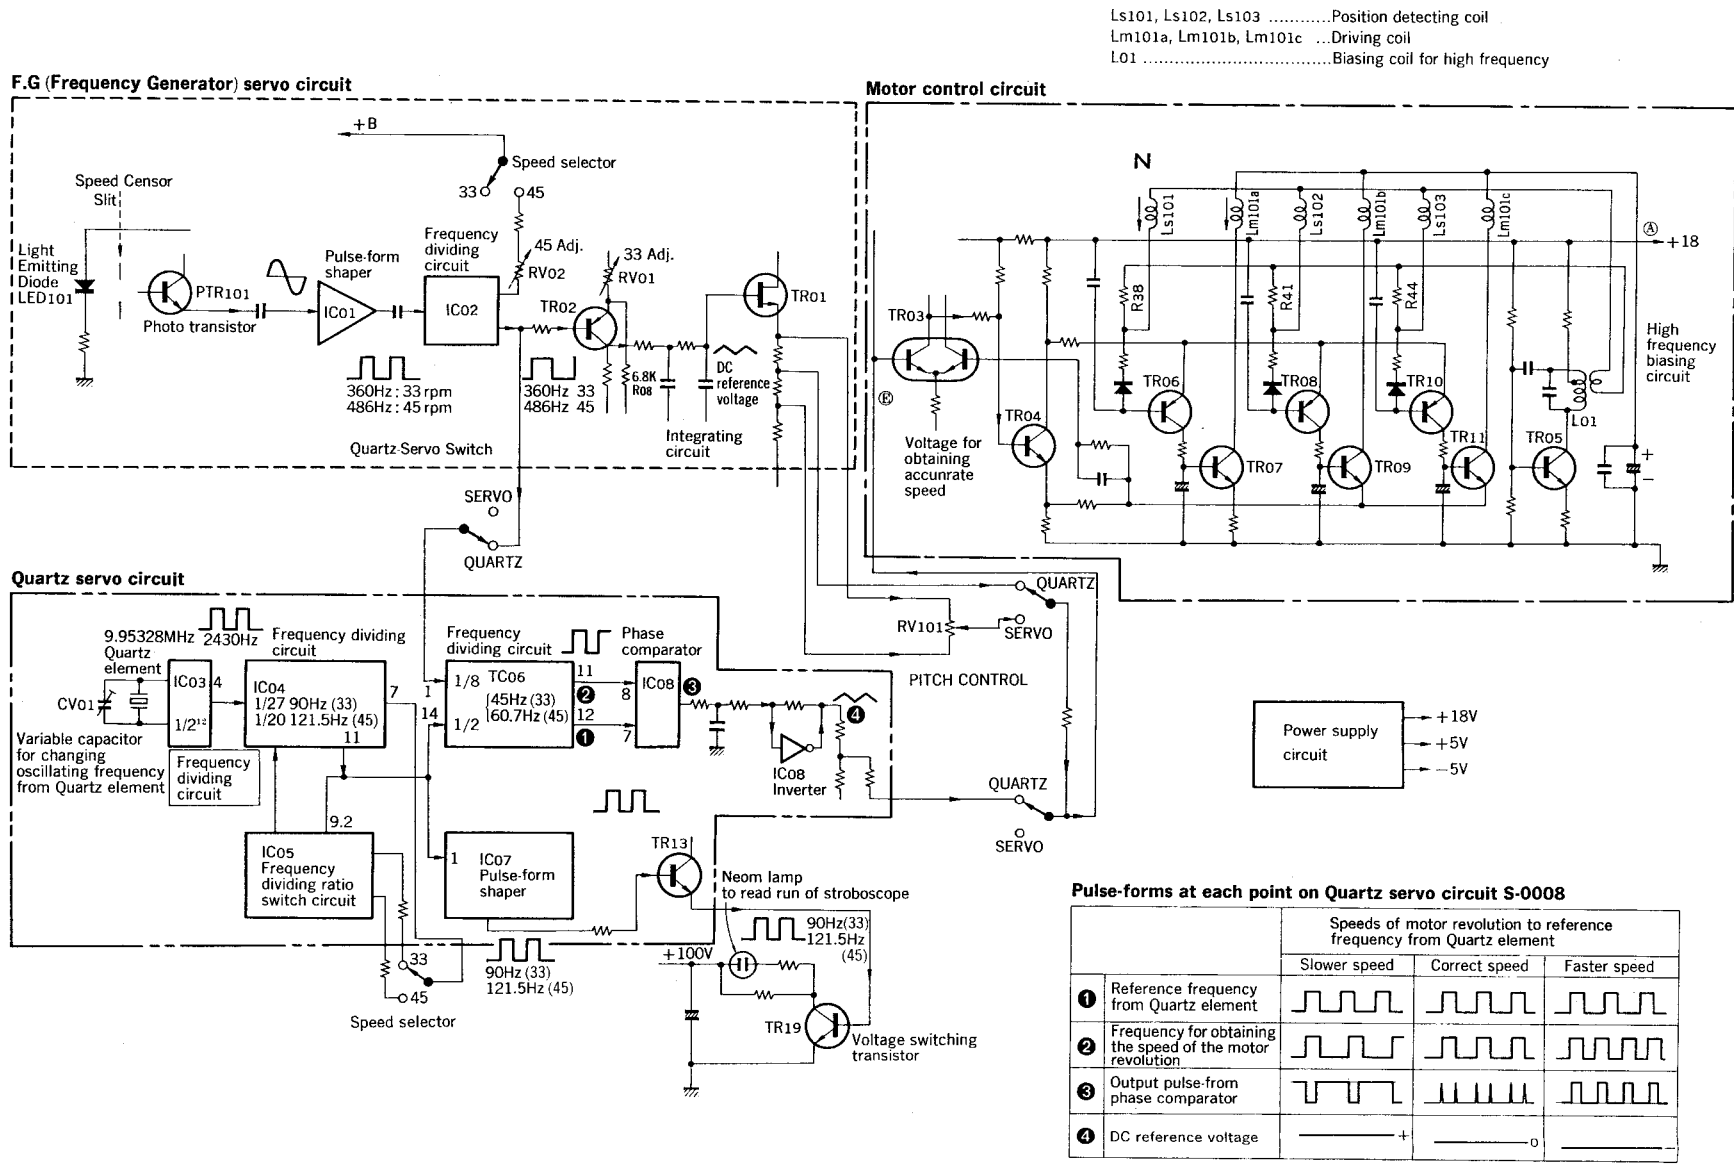 Ls101, Ls102, Ls103 ............Position detecting coil
Lm101a, Lm101b, Lm101c ...Driving coil
L01 ....................................Biasing coil for high frequency
F.G (Frequency Generator) servo circuit
Motor control circuit
+B
Speed selector
33
45
Speed Censor
Slit
Light
Emitting
Diode
LED101
PTR101
Photo transistor
Pulse-form
shaper
IC01
Frequency
dividing
circuit
IC02
45 Adj.
RV02
33 Adj.
RV01
TR02
TR01
360Hz : 33 rpm
486Hz : 45 rpm
360Hz 33
486Hz 45
6.8K
R08
DC
reference
voltage
Integrating
circuit
Quartz-Servo Switch
N
Ls101
Lm101a
Ls102
Lm101b
Ls103
Lm101c
A
+18
TR03
R38
R41
R44
High
frequency
biasing
circuit
TR06
TR08
TR10
L01
E
TR04
Voltage for
obtaining
accunrate
speed
TR07
TR09
TR11
TR05
+
−
SERVO
QUARTZ
Quartz servo circuit
9.95328MHz
Quartz
element
2430Hz
CV01
IC03
1/2¹²
4
Frequency dividing
circuit
IC04
1/27 90Hz (33)
1/20 121.5Hz (45)
11
7
Variable capacitor
for changing
oscillating frequency
from Quartz element
Frequency
dividing
circuit
Frequency
dividing circuit
1
14
1/8
1/2
TC06
45Hz (33)
60.7Hz (45)
11
2
12
1
Phase
comparator
8
IC08
7
3
4
IC08
Inverter
QUARTZ
SERVO
RV101
PITCH CONTROL
QUARTZ
SERVO
Power supply
circuit
+18V
+5V
−5V
9.2
IC05
Frequency
dividing ratio
switch circuit
1
IC07
Pulse-form
shaper
TR13
Neom lamp
to read run of stroboscope
90Hz(33)
121.5Hz
(45)
+100V
33
45
Speed selector
90Hz (33)
121.5Hz (45)
TR19
Voltage switching
transistor
Pulse-forms at each point on Quartz servo circuit S-0008
Speeds of motor revolution to reference
frequency from Quartz element
Slower speed
Correct speed
Faster speed
1
Reference frequency
from Quartz element
2
Frequency for obtaining
the speed of the motor
revolution
3
Output pulse-from
phase comparator
4
DC reference voltage
+
0
−